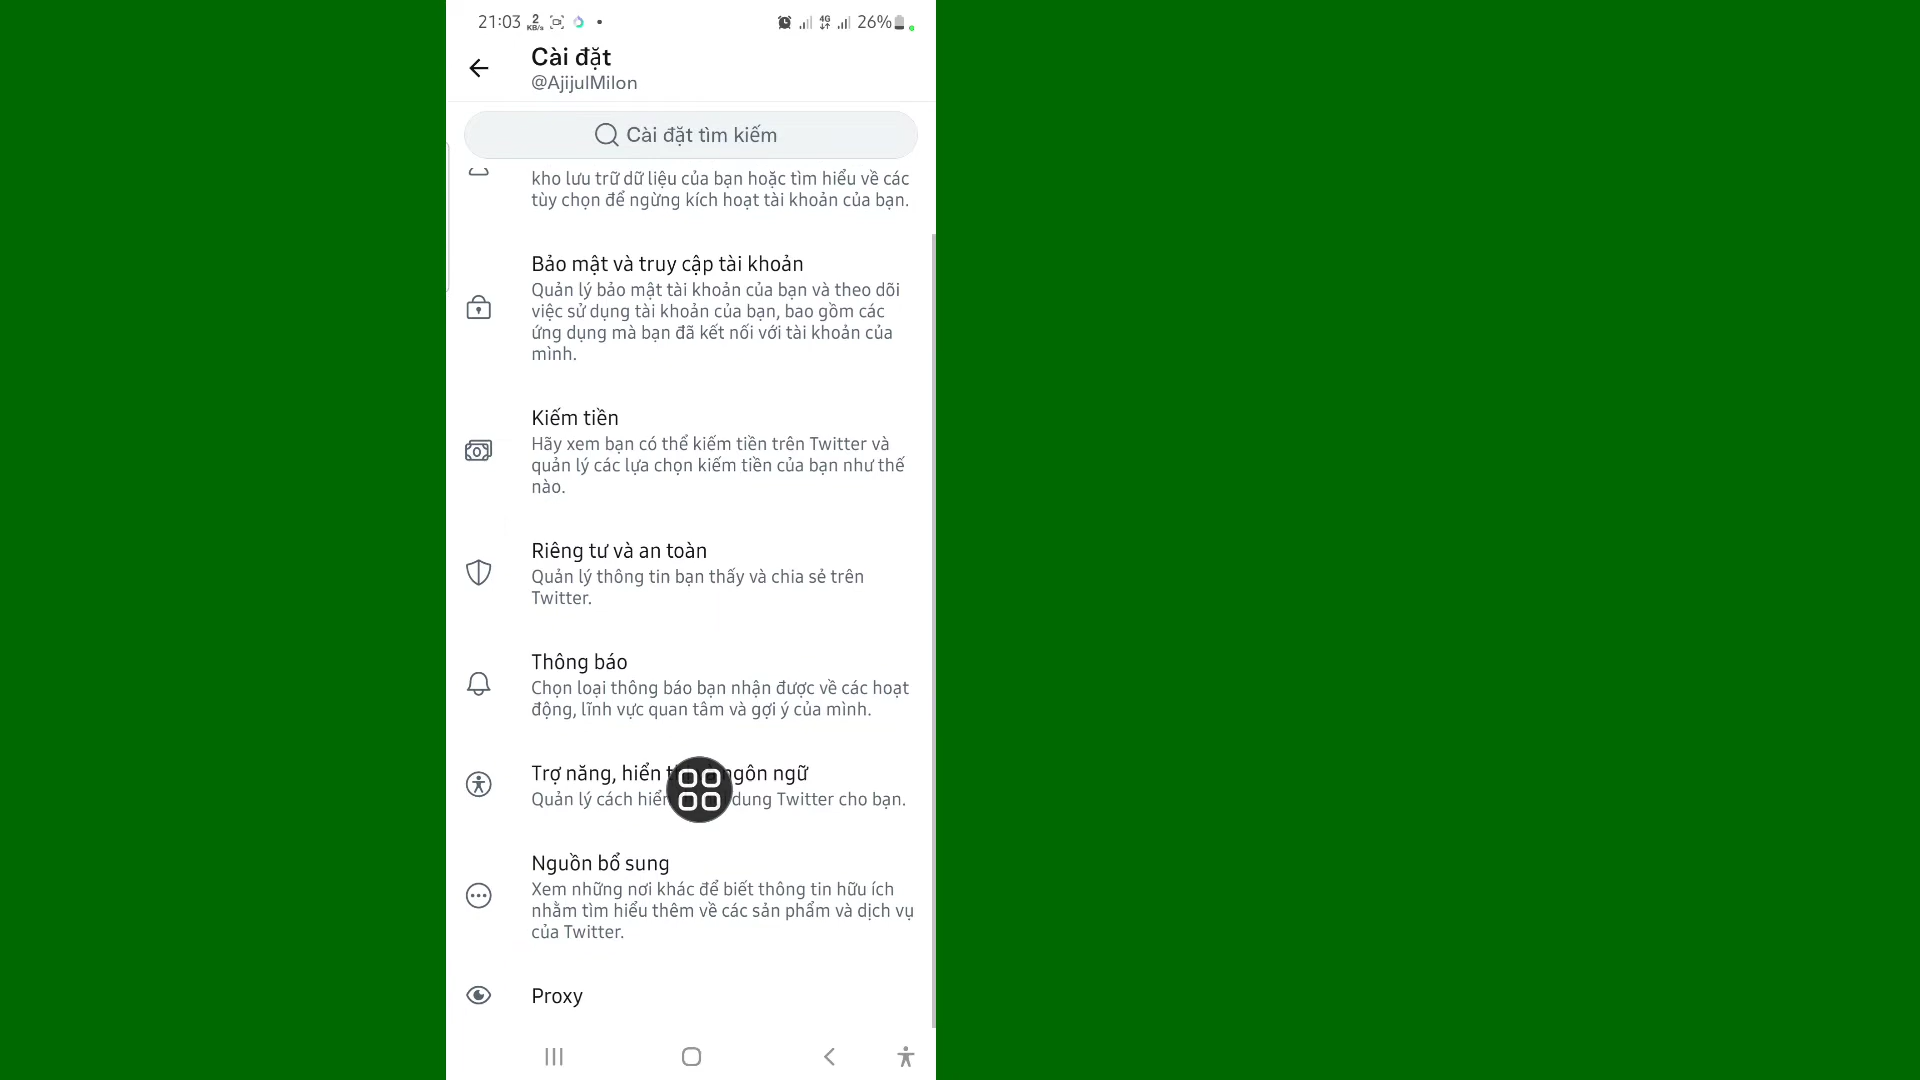 21:03 2 KB/s 4G 26%
Cài đặt
@AjijulMilon
Cài đặt tìm kiếm
kho lưu trữ dữ liệu của bạn hoặc tìm hiểu về các
tùy chọn để ngừng kích hoạt tài khoản của bạn.
Bảo mật và truy cập tài khoản
Quản lý bảo mật tài khoản của bạn và theo dõi
việc sử dụng tài khoản của bạn, bao gồm các
ứng dụng mà bạn đã kết nối với tài khoản của
mình.
Kiếm tiền
Hãy xem bạn có thể kiếm tiền trên Twitter và
quản lý các lựa chọn kiếm tiền của bạn như thế
nào.
Riêng tư và an toàn
Quản lý thông tin bạn thấy và chia sẻ trên
Twitter.
Thông báo
Chọn loại thông báo bạn nhận được về các hoạt
động, lĩnh vực quan tâm và gợi ý của mình.
Trợ năng, hiển ngôn ngữ
Quản lý cách hiển dung Twitter cho bạn.
Nguồn bổ sung
Xem những nơi khác để biết thông tin hữu ích
nhằm tìm hiểu thêm về các sản phẩm và dịch vụ
của Twitter.
Proxy